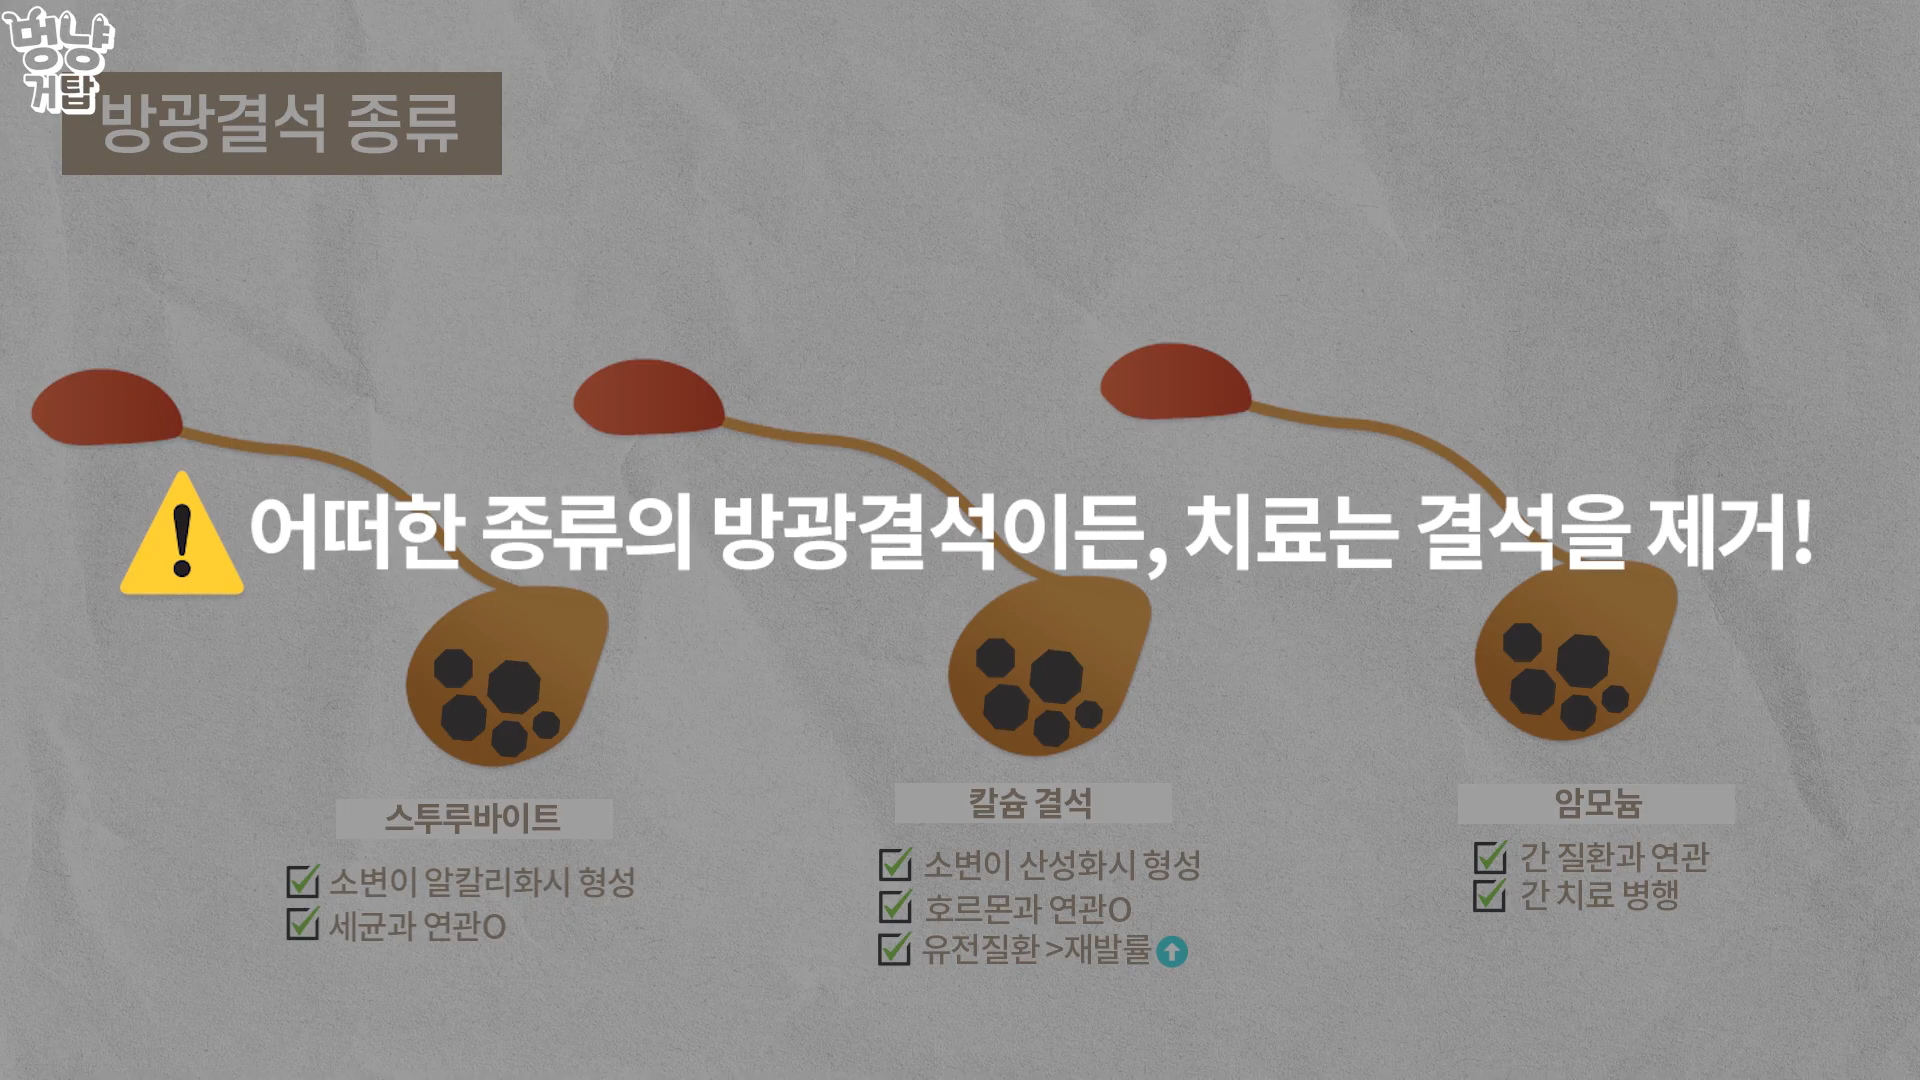 멍냥
거탑
방광결석 종류
어떠한 종류의 방광결석이든, 치료는 결석을 제거!
스투루바이트
소변이 알칼리화시 형성
세균과 연관O
칼슘 결석
소변이 산성화시 형성
호르몬과 연관O
유전질환 >재발률
암모늄
간 질환과 연관
간 치료 병행